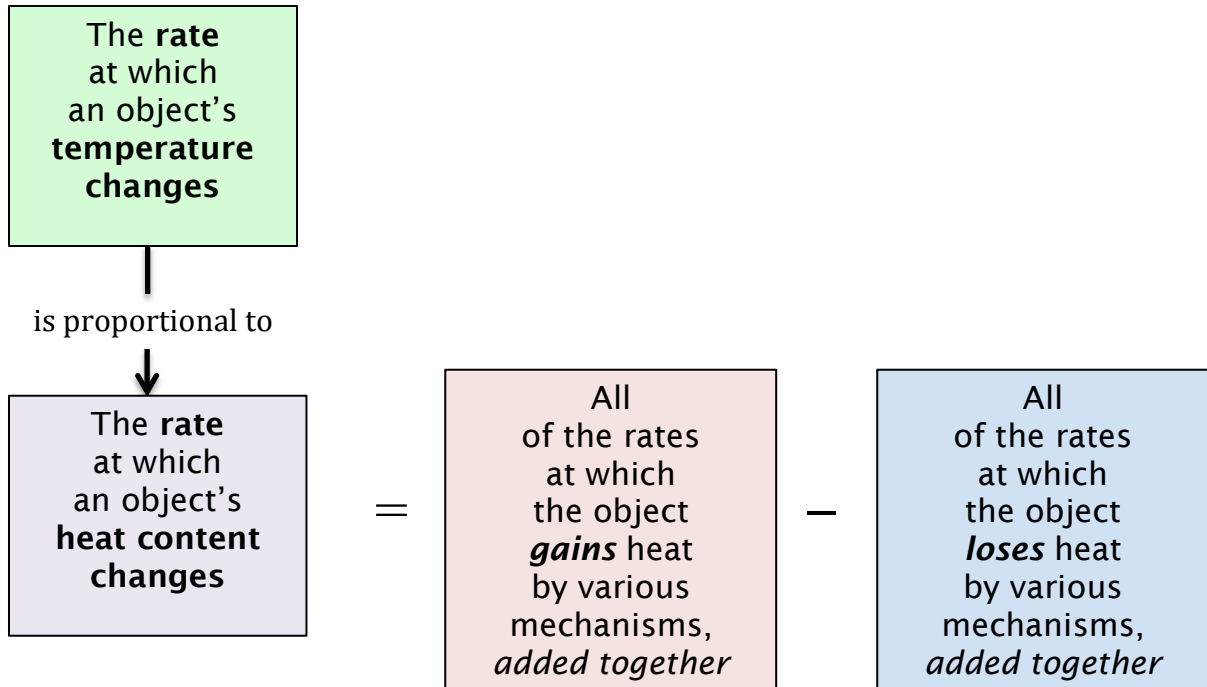 The rate
at which
an object’s
temperature
changes
is proportional to
The rate
at which
an object’s
heat content
changes
=
All
of the rates
at which
the object
gains heat
by various
mechanisms,
added together
–
All
of the rates
at which
the object
loses heat
by various
mechanisms,
added together